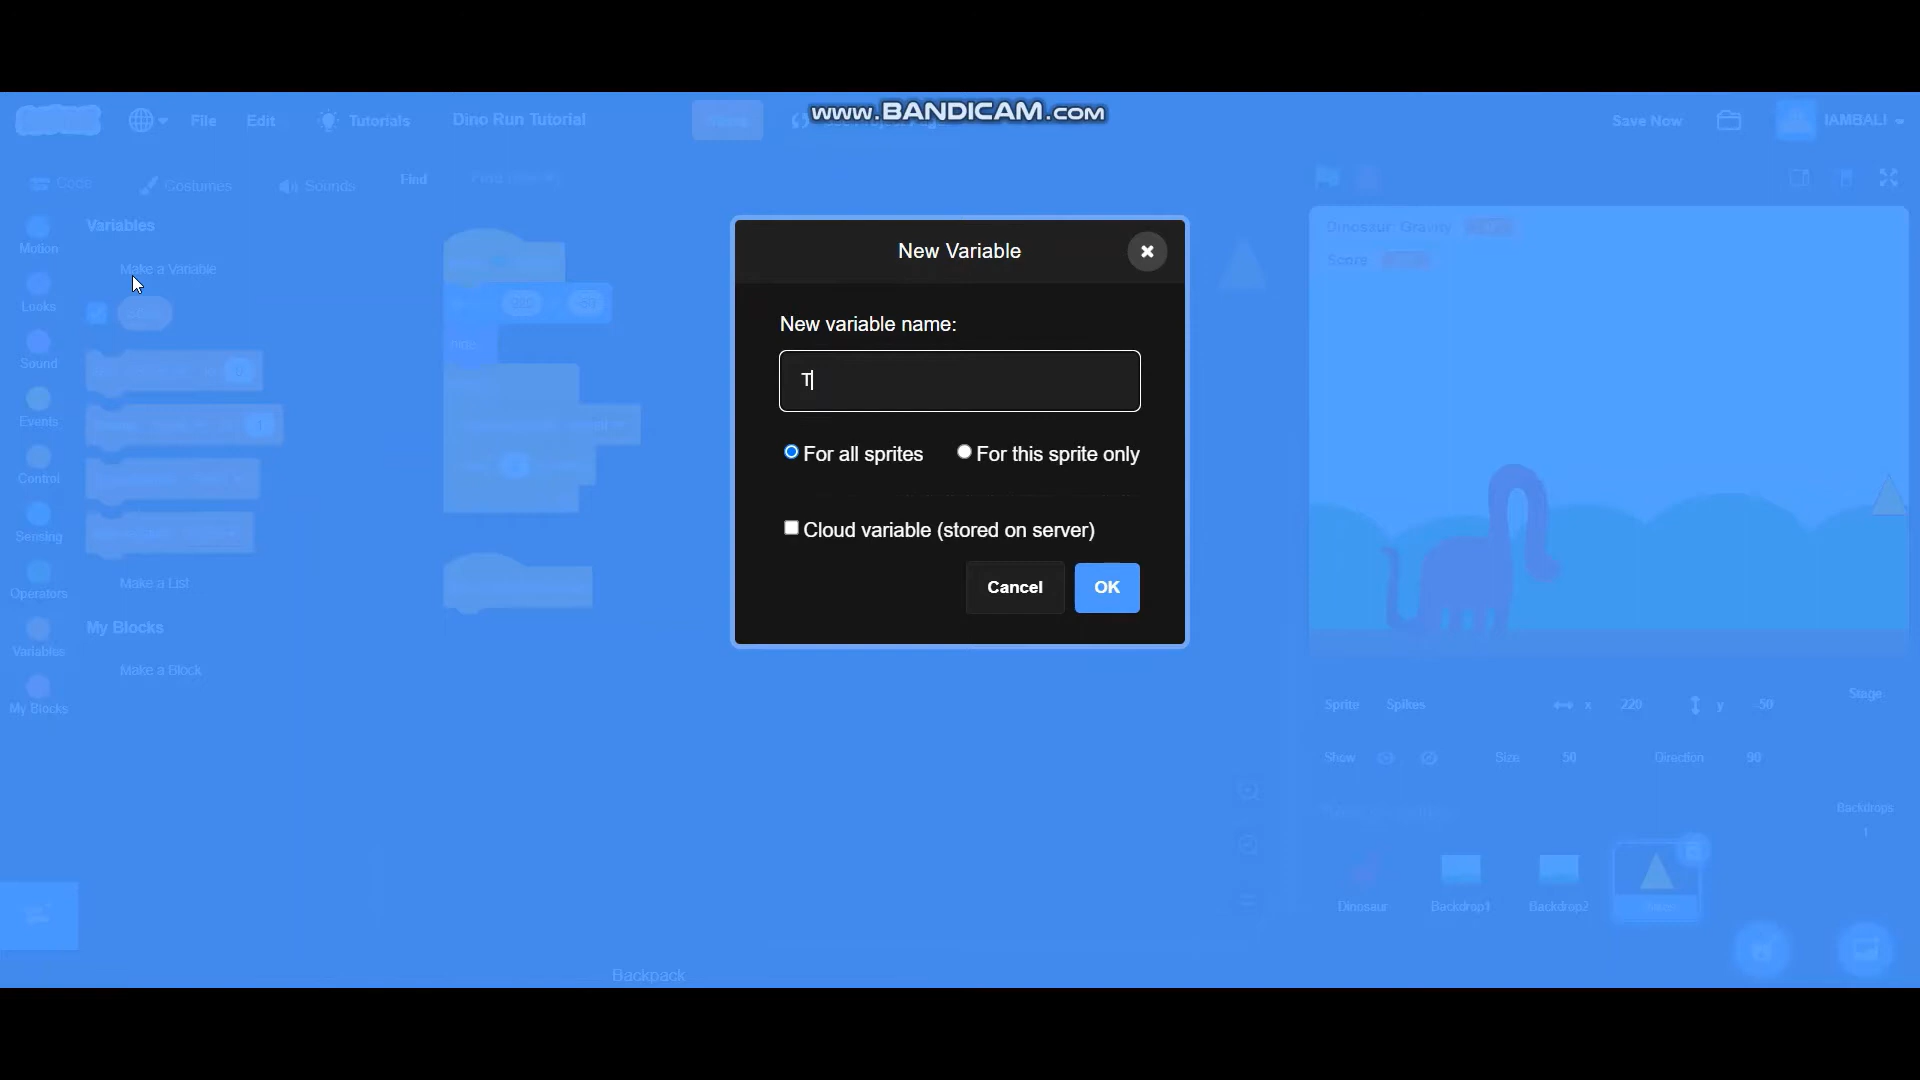 www.BANDICAM.com
File Edit Tutorials Dino Run Tutorial
Save Now IAMBALI
Code Costumes Sounds Find
Variables
Make a Variable
Motion
Looks
Sound
Events
Control
Sensing
Operators
Variables
My Blocks
Make a List
My Blocks
Make a Block
hide
New Variable
New variable name:
T
For all sprites For this sprite only
Cloud variable (stored on server)
Cancel OK
Dinosaur: Gravity
Score
Sprite Spikes x 220 y -50
Stage
Show Size 50 Direction 90
Backdrops
1
Dinosaur Backdrop1 Backdrop2
Backpack